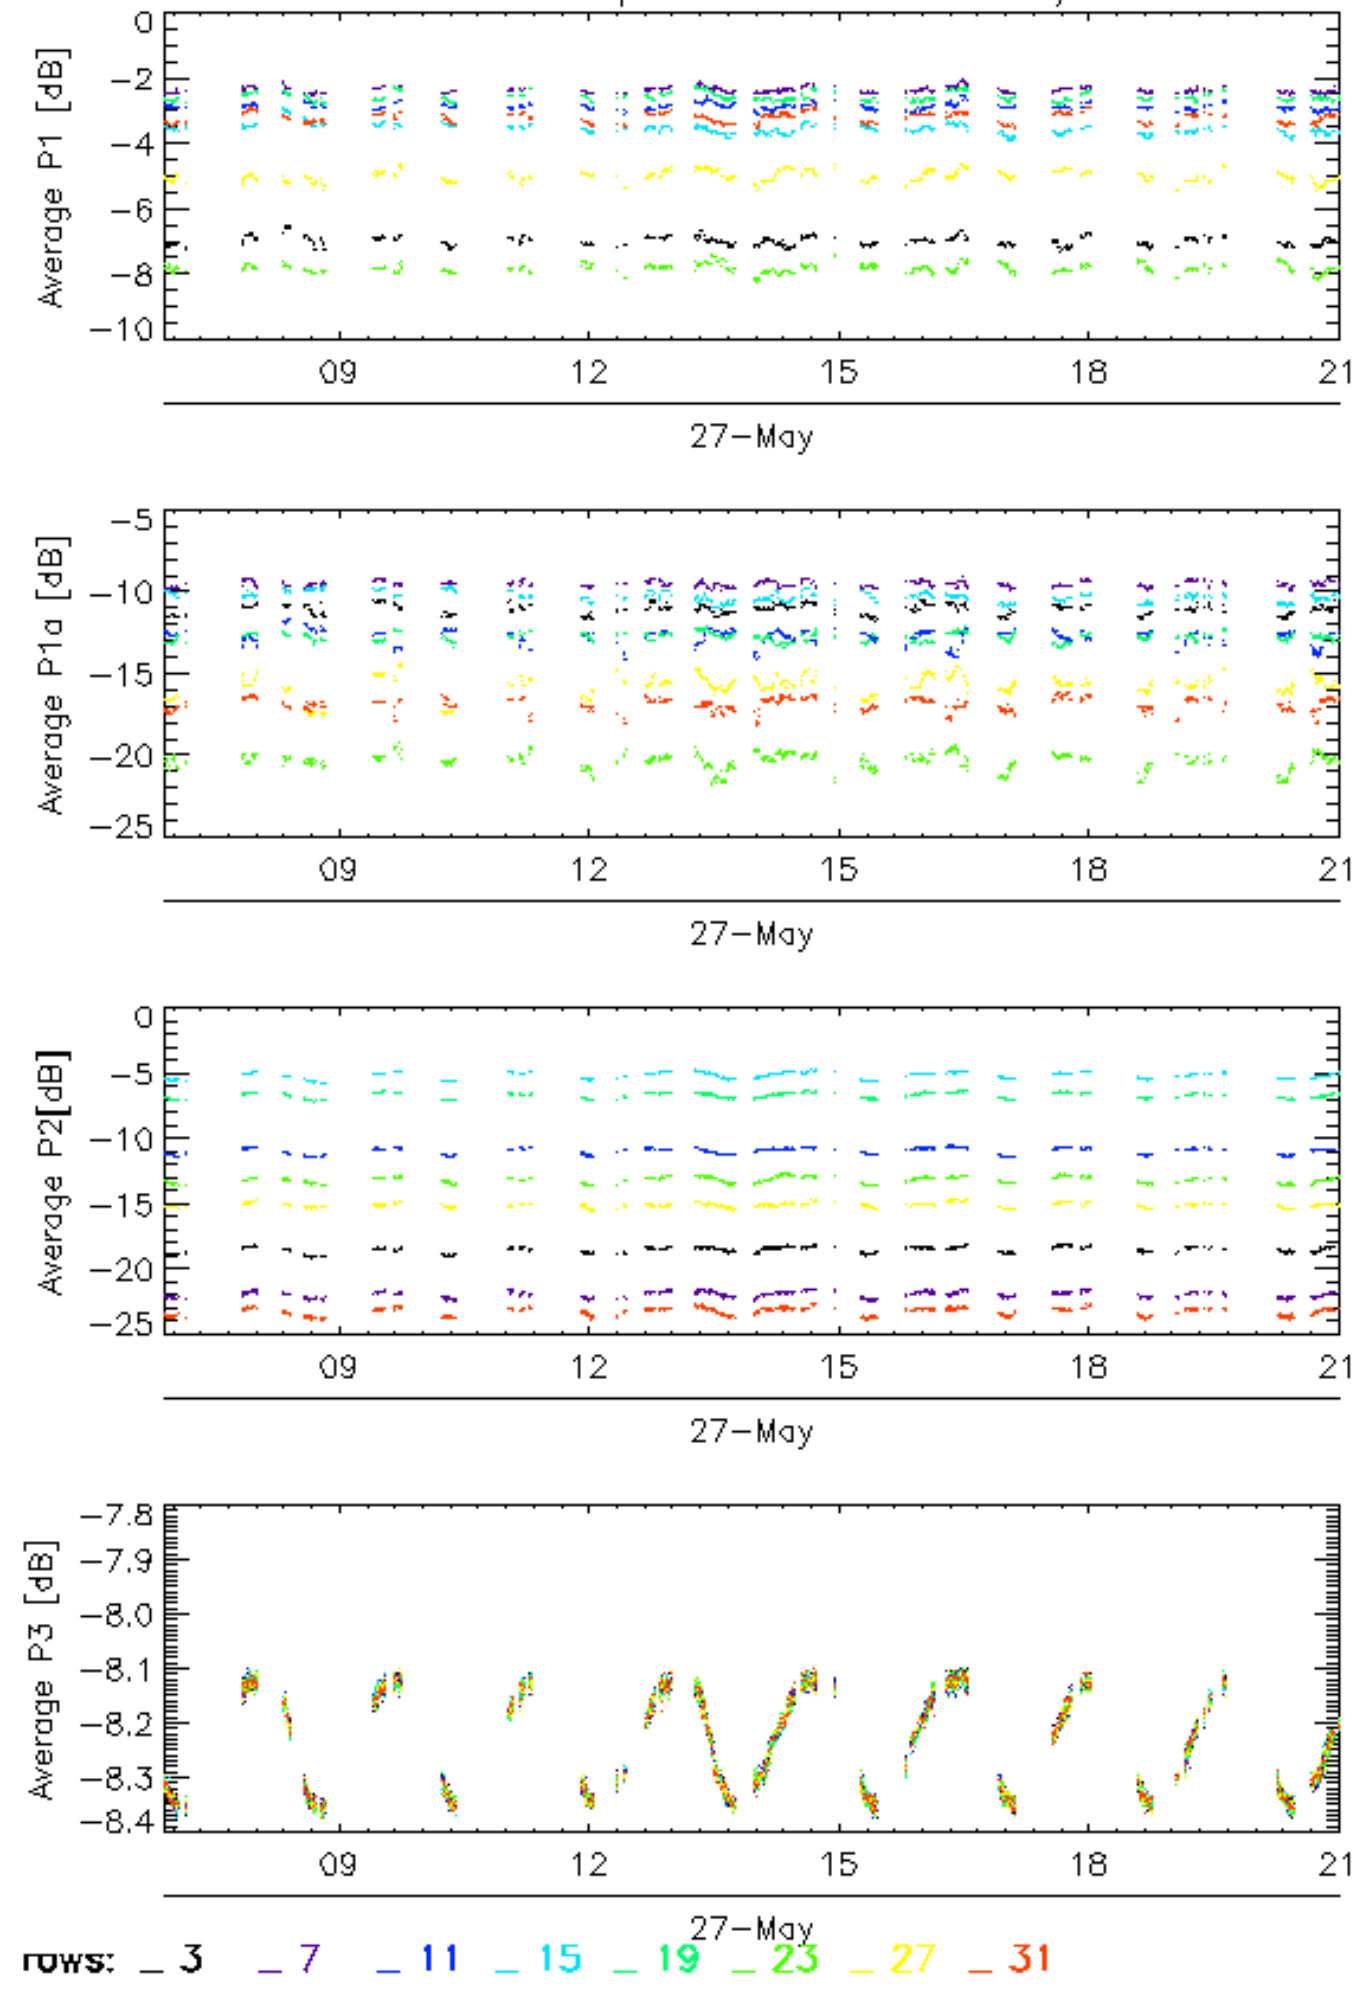 0
−2
−4
−6
−8
−10
Average P1 [dB]
09 12 15 18 21
27−May
−5
−10
−15
−20
−25
Average P1a [dB]
09 12 15 18 21
27−May
0
−5
−10
−15
−20
−25
Average P2[dB]
09 12 15 18 21
27−May
−7.8
−7.9
−8.0
−8.1
−8.2
−8.3
−8.4
Average P3 [dB]
09 12 15 18 21
27−May
rows: _ 3 _ 7 _ 11 _ 15 _ 19 _ 23 _ 27 _ 31